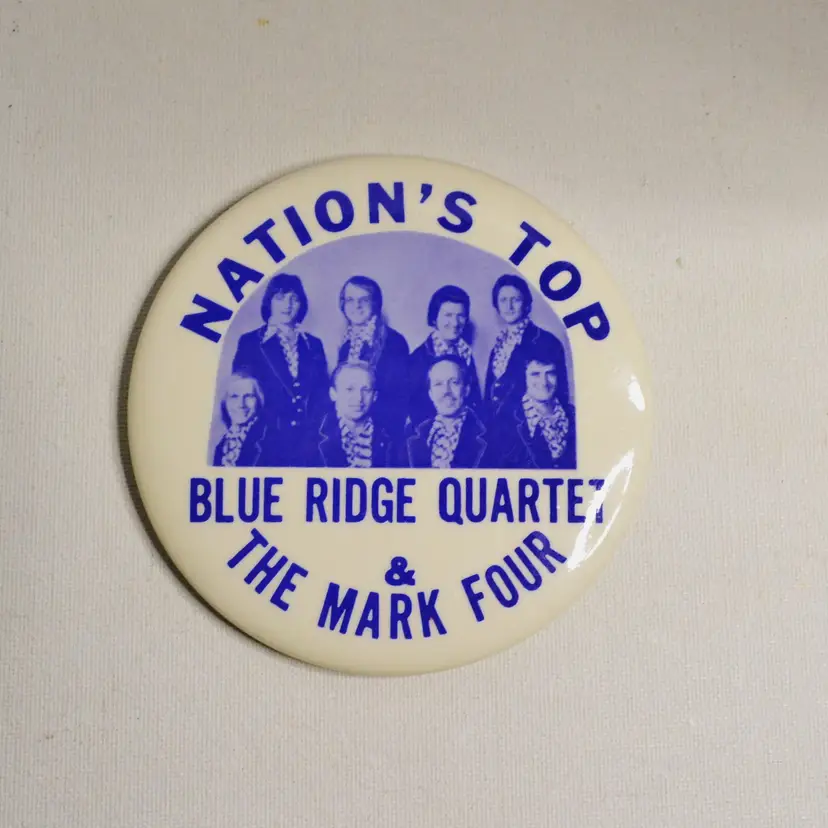 NATION'S TOP
BLUE RIDGE QUARTET
&
THE MARK FOUR